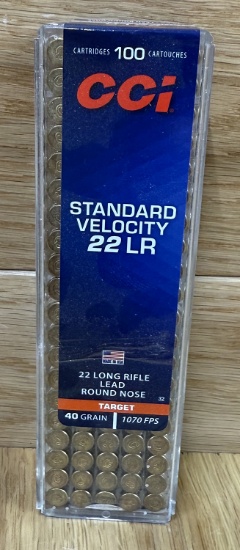 CARTRIDGES 100 CARTOUCHES
CCI
STANDARD
VELOCITY
22 LR
22 LONG RIFLE
LEAD
ROUND NOSE
32
TARGET
40 GRAIN 1070 FPS